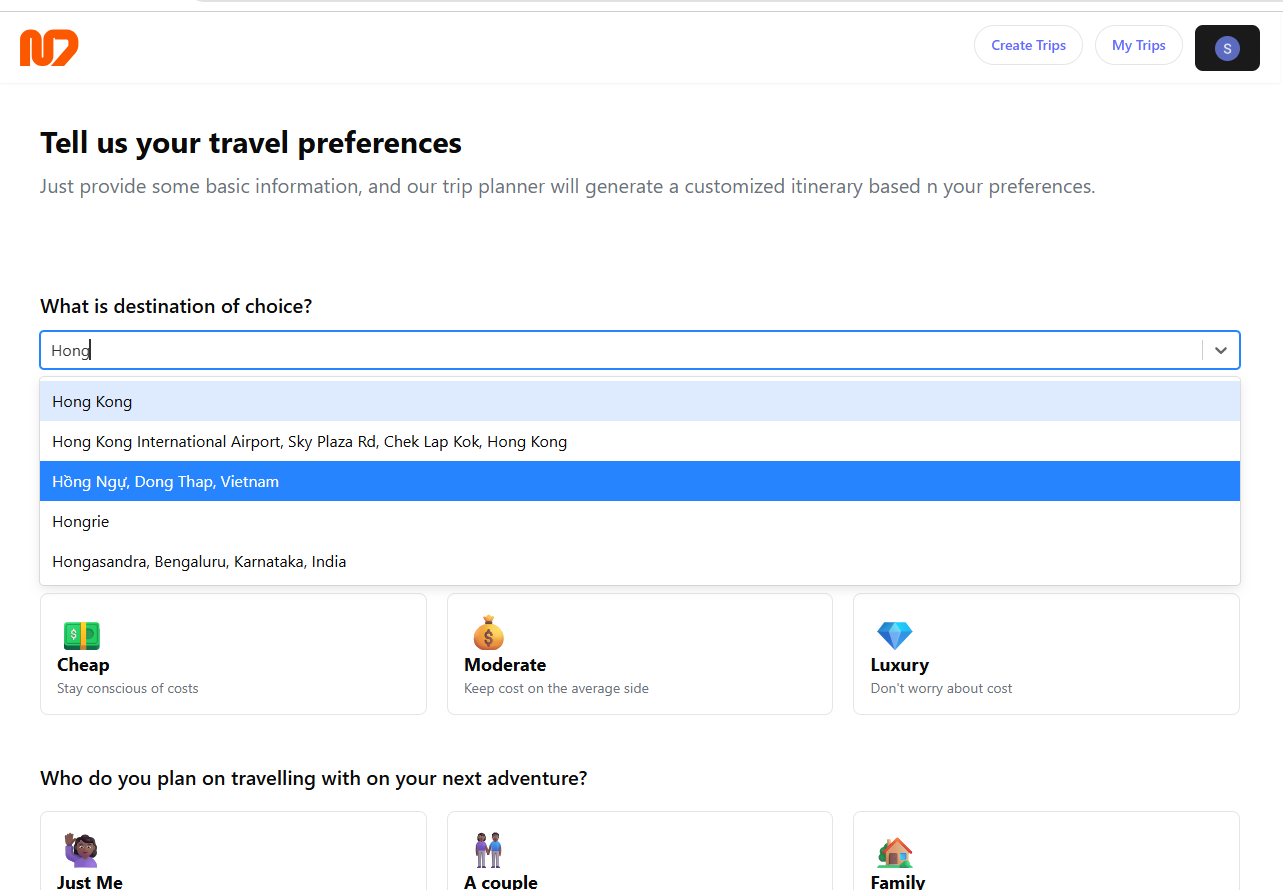 Create Trips
My Trips
S
Tell us your travel preferences
Just provide some basic information, and our trip planner will generate a customized itinerary based n your preferences.
What is destination of choice?
Hong
Hong Kong
Hong Kong International Airport, Sky Plaza Rd, Chek Lap Kok, Hong Kong
Hồng Ngự, Dong Thap, Vietnam
Hongrie
Hongasandra, Bengaluru, Karnataka, India
Cheap
Stay conscious of costs
Moderate
Keep cost on the average side
Luxury
Don't worry about cost
Who do you plan on travelling with on your next adventure?
Just Me
A couple
Family